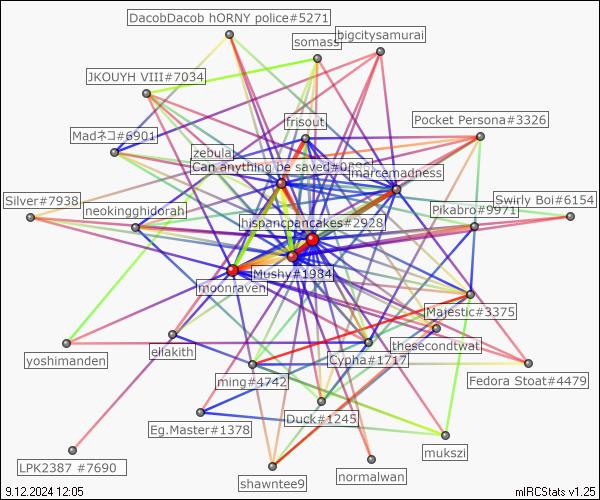 DacobDacob hORNY police#5271
somass
bigcitysamurai
JKOUYH VIII#7034
frisout
Pocket Persona#3326
Madネコ#6901
zebula
Can anything be saved#0896
marcemadness
Silver#7938
neokingghidorah
Swirly Boi#6154
Pikabro#9971
hispancpancakes#2928
Mushy#1984
moonraven
Majestic#3375
thesecondtwat
yoshimanden
ellakith
Cypha#1717
ming#4742
Fedora Stoat#4479
Duck#1245
Eg.Master#1378
mukszi
LPK2387 #7690
shawntee9
normalwan
9.12.2024 12:05
mIRCStats v1.25